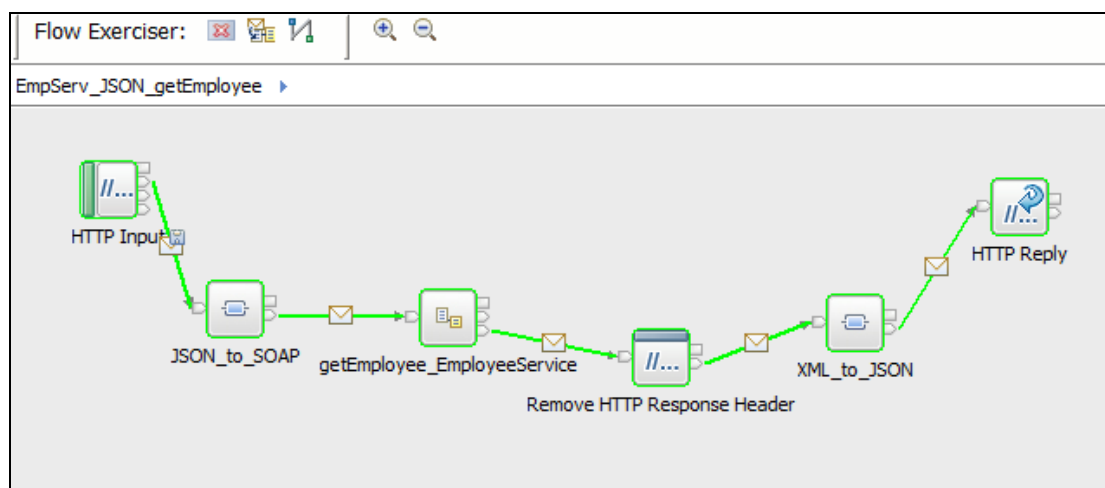 Flow Exerciser:
EmpServ_JSON_getEmployee
//...
HTTP Input
//...
HTTP Reply
JSON_to_SOAP
getEmployee_EmployeeService
//...
Remove HTTP Response Header
XML_to_JSON